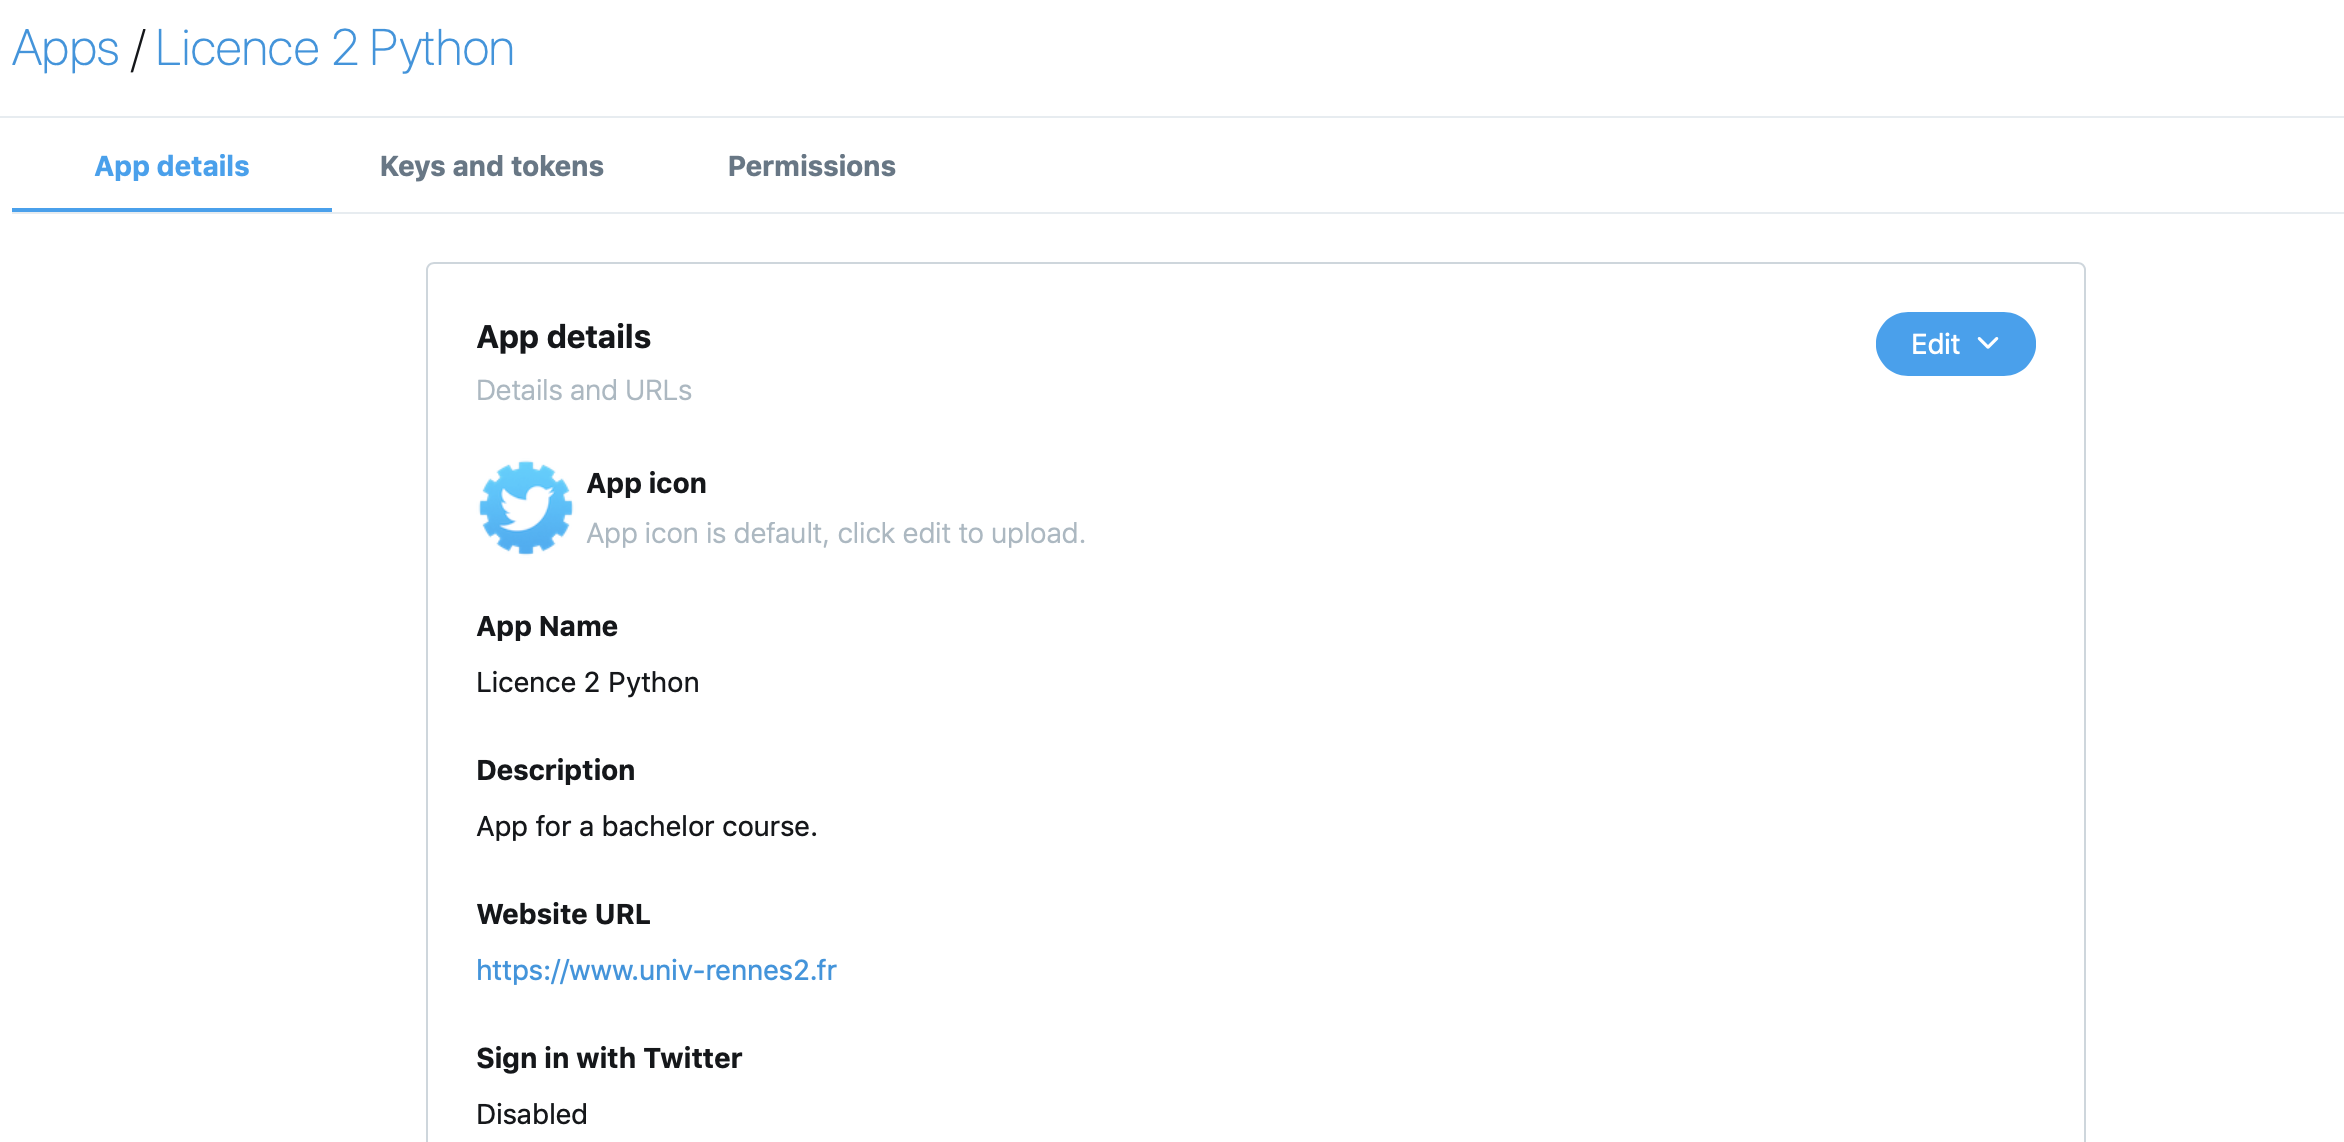 Apps / Licence 2 Python
App details
Keys and tokens
Permissions
App details
Edit
Details and URLs
App icon
App icon is default, click edit to upload.
App Name
Licence 2 Python
Description
App for a bachelor course.
Website URL
https://www.univ-rennes2.fr
Sign in with Twitter
Disabled